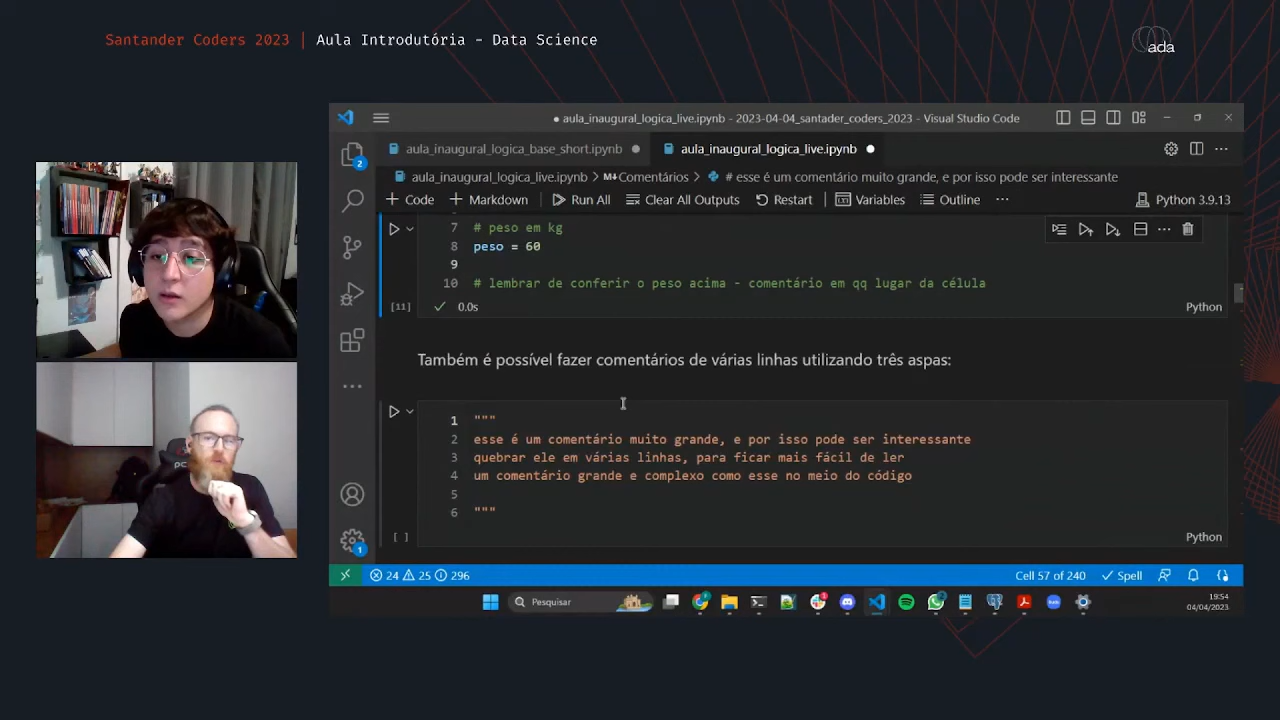 Santander Coders 2023 | Aula Introdutória - Data Science
ada
● aula_inaugural_logica_live.ipynb - 2023-04-04_santader_coders_2023 - Visual Studio Code
aula_inaugural_logica_base_short.ipynb ● aula_inaugural_logica_live.ipynb ●
aula_inaugural_logica_live.ipynb > M↓Comentários > # esse é um comentário muito grande, e por isso pode ser interessante
+ Code + Markdown Run All Clear All Outputs Restart Variables Outline ··· Python 3.9.13
7 # peso em kg
8 peso = 60
9
10 # lembrar de conferir o peso acima - comentário em qq lugar da célula
[11] ✓ 0.0s Python
Também é possível fazer comentários de várias linhas utilizando três aspas:
1 """
2 esse é um comentário muito grande, e por isso pode ser interessante
3 quebrar ele em várias linhas, para ficar mais fácil de ler
4 um comentário grande e complexo como esse no meio do código
5
6 """
[ ] Python
2
1
24 25 296 Cell 57 of 240 ✓ Spell
Pesquisar 19:54
04/04/2023